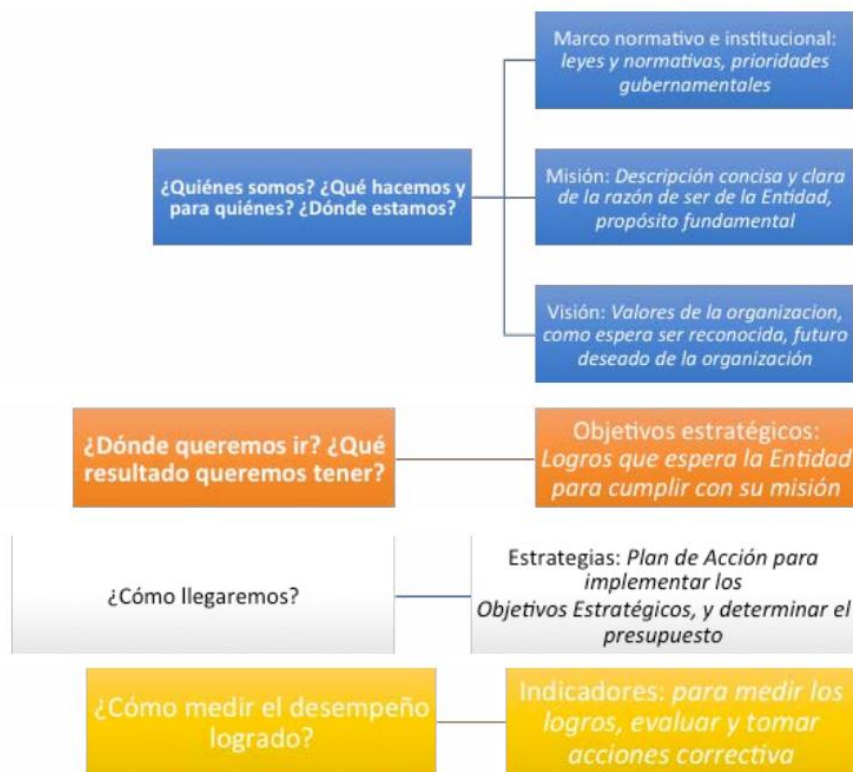 Marco normativo e institucional:
leyes y normativas, prioridades
gubernamentales
¿Quiénes somos? ¿Qué hacemos y
para quiénes? ¿Dónde estamos?
Misión: Descripción concisa y clara
de la razón de ser de la Entidad,
propósito fundamental
Visión: Valores de la organizacion,
como espera ser reconocida, futuro
deseado de la organización
¿Dónde queremos ir? ¿Qué
resultado queremos tener?
Objetivos estratégicos:
Logros que espera la Entidad
para cumplir con su misión
¿Cómo llegaremos?
Estrategias: Plan de Acción para
implementar los
Objetivos Estratégicos, y determinar el
presupuesto
¿Cómo medir el desempeño
logrado?
Indicadores: para medir los
logros, evaluar y tomar
acciones correctiva